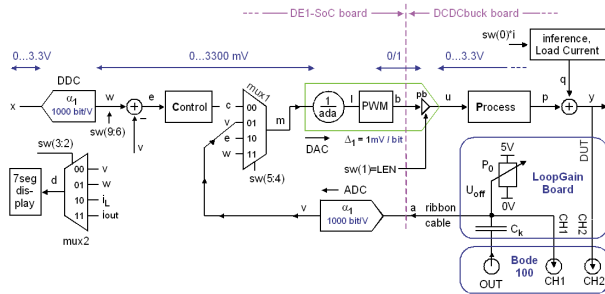 DE1-SoC board
DCDCbuck board
sw(0)*i
inference,
Load Current
0...3.3V
0...3300 mV
0/1
0...3.3V
DDC
α1
1000 bit/V
x
w
sw(9:6)
+
−
v
e
Control
c
v
e
w
mux1
00
01
10
11
sw(5:4)
m
1
ada
DAC
l
PWM
b
Δ1 = 1mV / bit
pb
sw(1)=LEN
u
Process
p
q
+
y
DUT
sw(3:2)
7seg
dis-
play
d
00
01
10
11
v
w
iL
iout
mux2
v
ADC
α1
1000 bit/V
a
ribbon
cable
5V
P0
Uoff
0V
LoopGain
Board
Ck
CH1
CH2
Bode
100
OUT
CH1
CH2